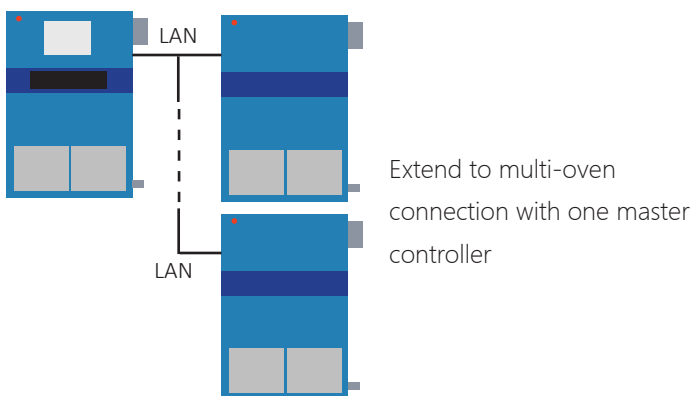 LAN
Extend to multi-oven
connection with one master
controller
LAN